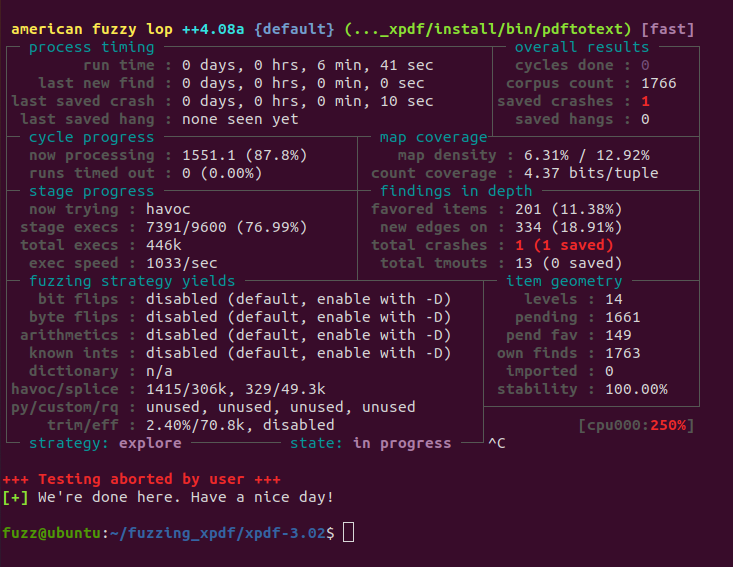 american fuzzy lop ++4.08a {default} (..._xpdf/install/bin/pdftotext) [fast]
process timing overall results
run time : 0 days, 0 hrs, 6 min, 41 sec cycles done : 0
last new find : 0 days, 0 hrs, 0 min, 0 sec corpus count : 1766
last saved crash : 0 days, 0 hrs, 0 min, 10 sec saved crashes : 1
last saved hang : none seen yet saved hangs : 0
cycle progress map coverage
now processing : 1551.1 (87.8%) map density : 6.31% / 12.92%
runs timed out : 0 (0.00%) count coverage : 4.37 bits/tuple
stage progress findings in depth
now trying : havoc favored items : 201 (11.38%)
stage execs : 7391/9600 (76.99%) new edges on : 334 (18.91%)
total execs : 446k total crashes : 1 (1 saved)
exec speed : 1033/sec total tmouts : 13 (0 saved)
fuzzing strategy yields item geometry
bit flips : disabled (default, enable with -D) levels : 14
byte flips : disabled (default, enable with -D) pending : 1661
arithmetics : disabled (default, enable with -D) pend fav : 149
known ints : disabled (default, enable with -D) own finds : 1763
dictionary : n/a imported : 0
havoc/splice : 1415/306k, 329/49.3k stability : 100.00%
py/custom/rq : unused, unused, unused, unused
trim/eff : 2.40%/70.8k, disabled [cpu000:250%]
strategy: explore state: in progress ^C
+++ Testing aborted by user +++
[+] We're done here. Have a nice day!
fuzz@ubuntu:~/fuzzing_xpdf/xpdf-3.02$